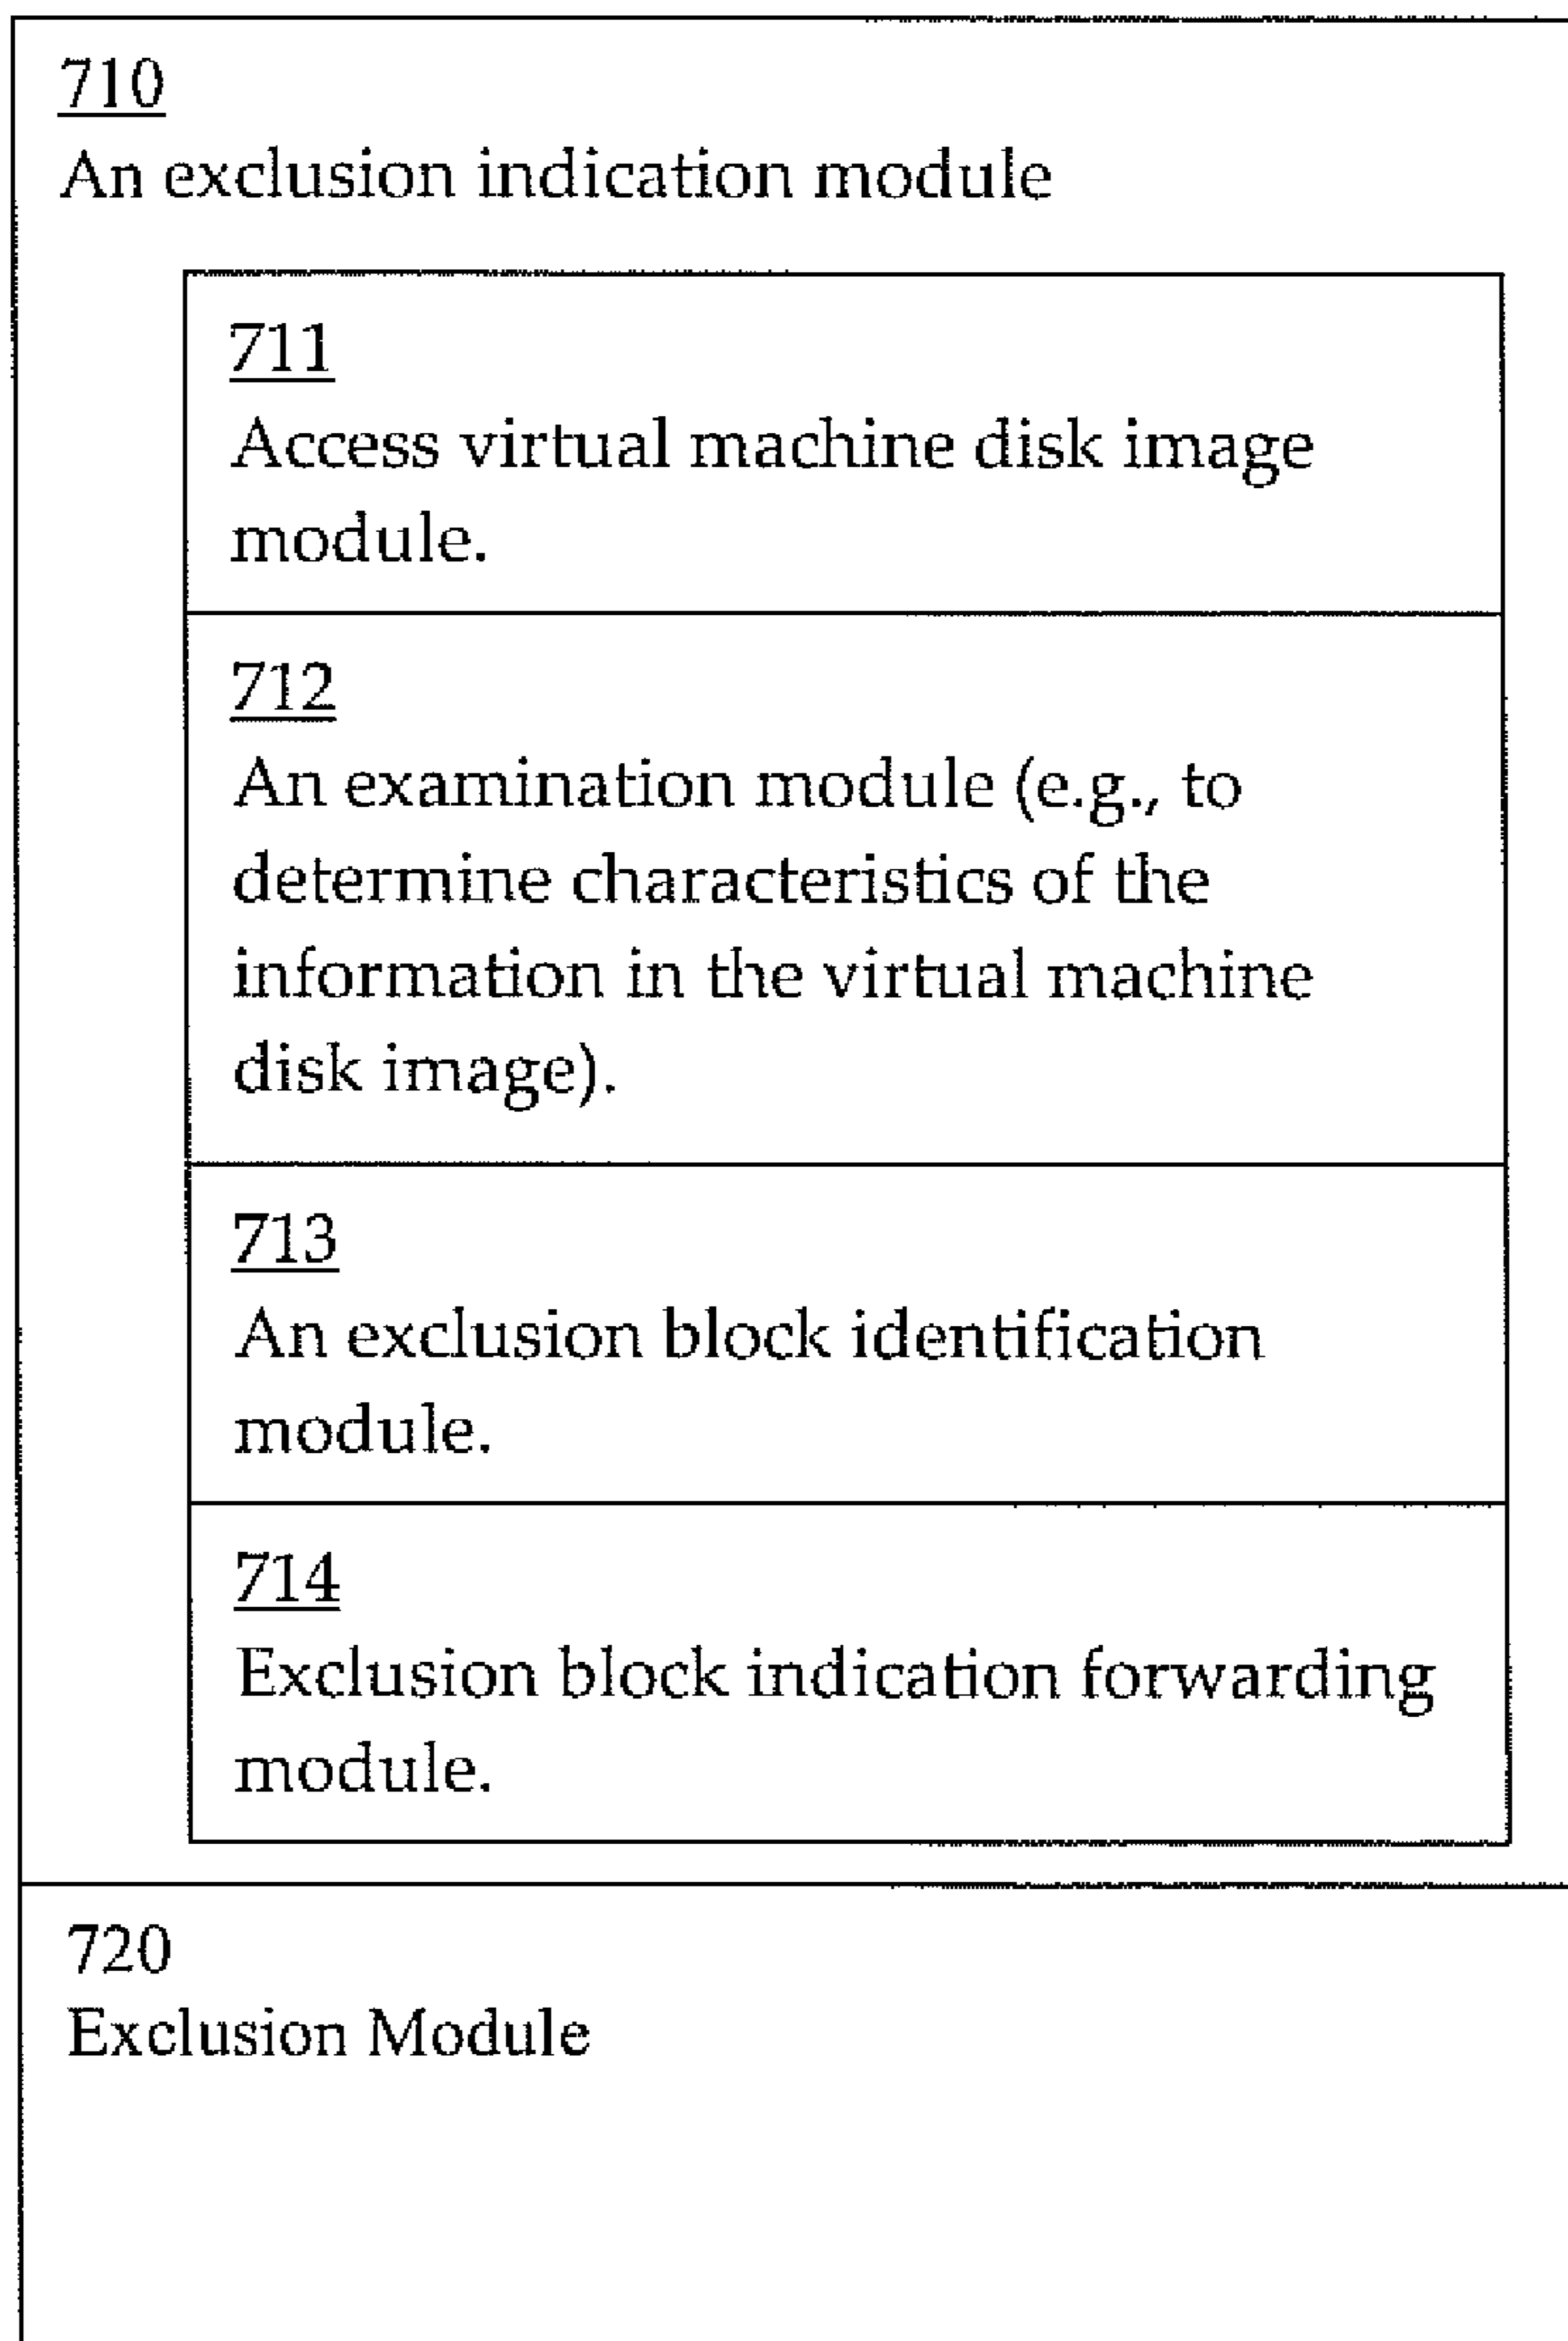 710
An exclusion indication module
711
Access virtual machine disk image
module.
712
An examination module (e.g., to
determine characteristics of the
information in the virtual machine
disk image).
713
An exclusion block identification
module.
714
Exclusion block indication forwarding
module.
720
Exclusion Module